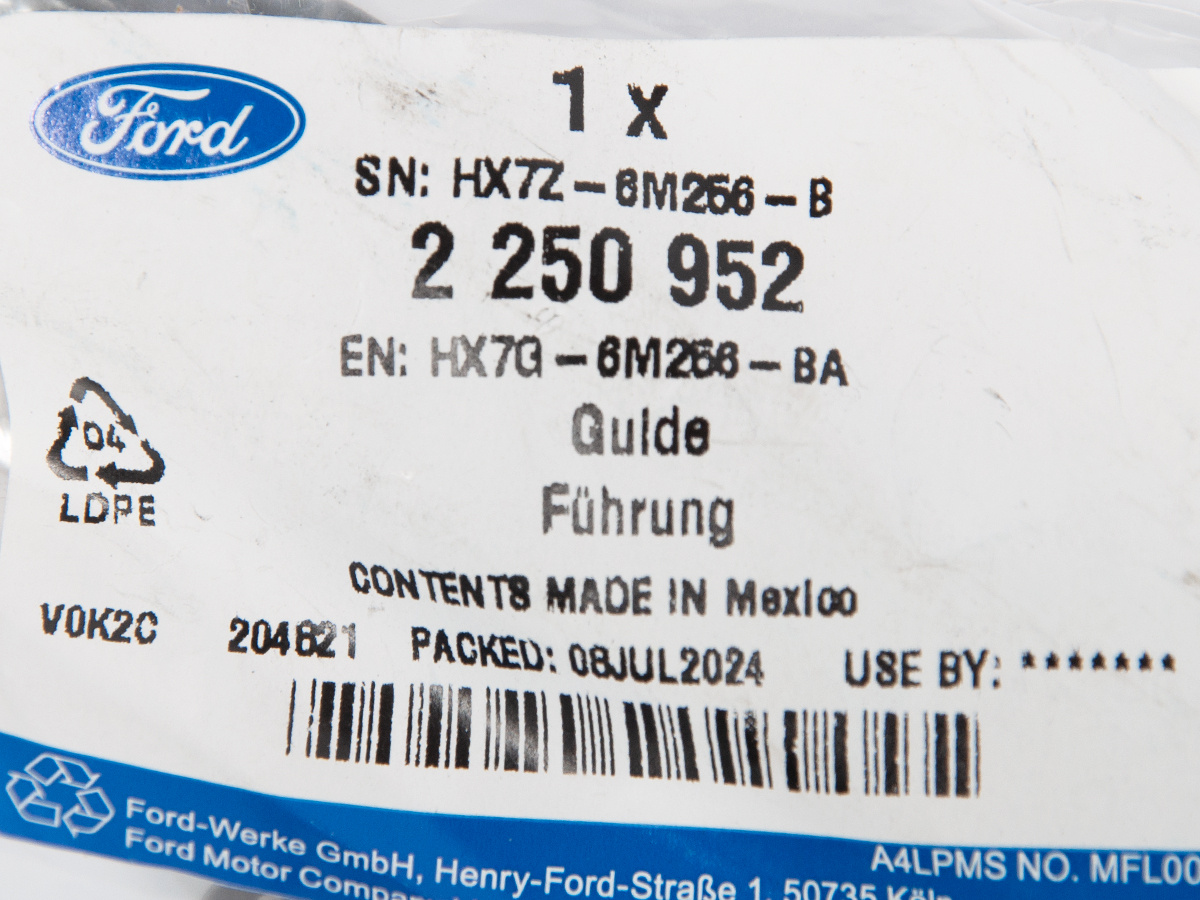 Ford
1 x
SN: HX7Z-6M256-B
2 250 952
EN: HX7G-6M256-BA
Guide
Führung
04
LDPE
CONTENTS MADE IN Mexico
V0K2C 204821 PACKED: 08JUL2024 USE BY: *******
Ford-Werke GmbH, Henry-Ford-Straße 1, 50735 Köln
Ford Motor Company
A4LPMS NO. MFL00